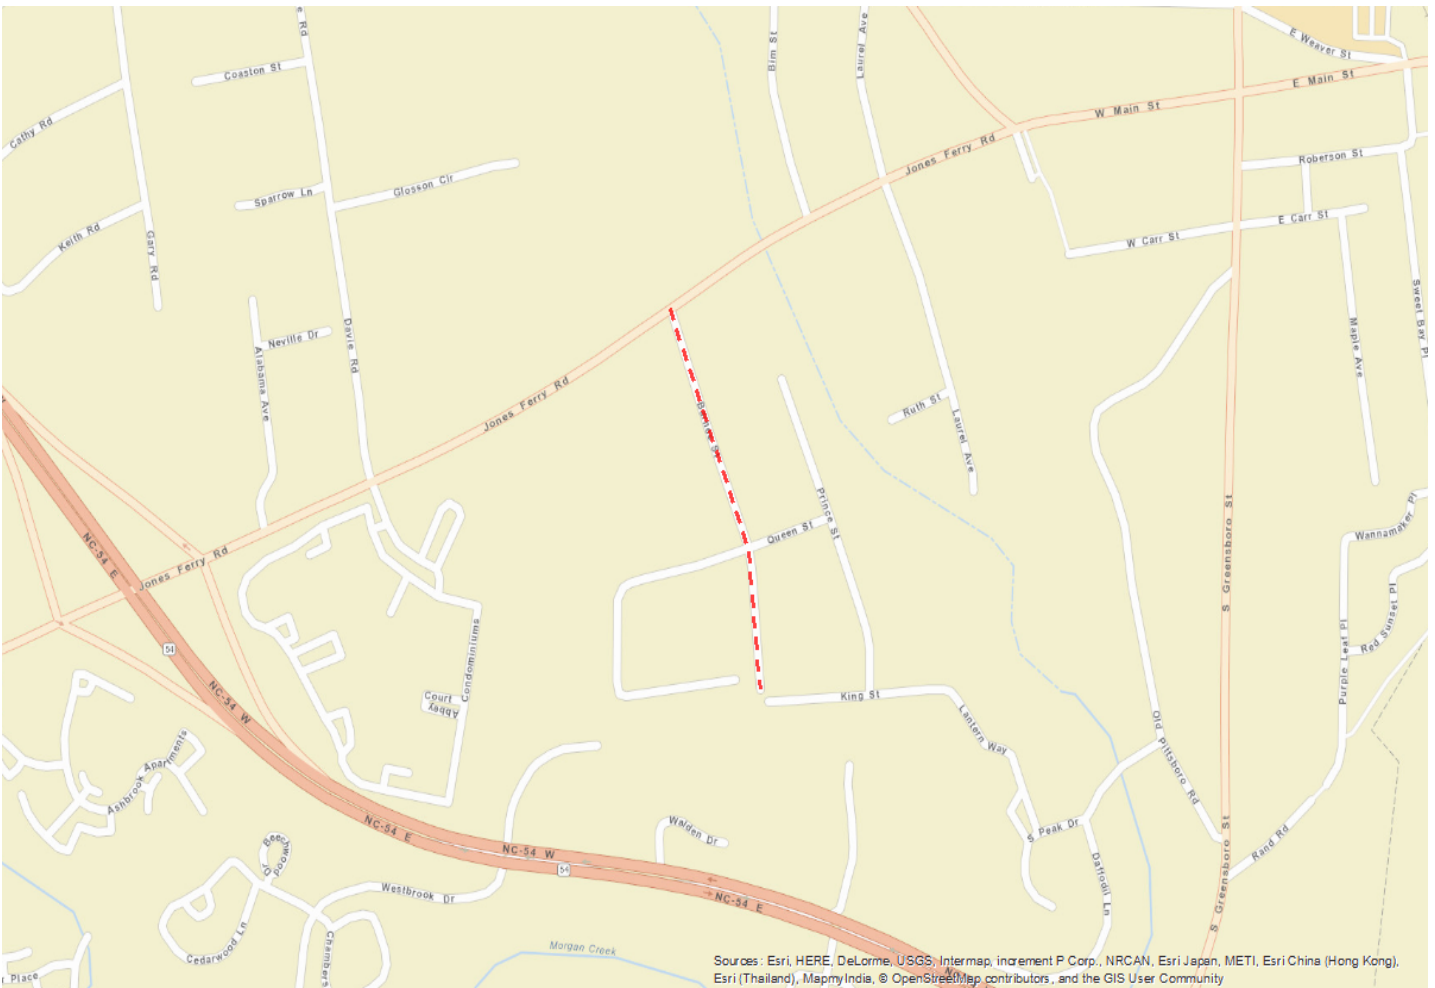 e Rd
Bim St
Laurel Ave
E Weaver St
Coaston St
E Main St
W Main St
Cathy Rd
Jones Ferry Rd
Roberson St
Sparrow Ln
Glosson Cir
E Carr St
Keith Rd
Gary Rd
W Carr St
Sweet Bay Pl
Davie Rd
Neville Dr
Maple Ave
Alabama Ave
Jones Ferry Rd
Ruth St
Laurel Ave
Prince St
Queen St
S Greensboro St
Wannamaker Pl
NC-54 E
Jones Ferry Rd
Red Sunset Pl
Purple Leaf Pl
Condominiums
54
NC-54 W
Court
Abbey
King St
Lantern Way
Old Pittsboro Rd
Ashbrook Apartments
NC-54 E
Walden Dr
S Peak Dr
S Greensboro St
Rand Rd
NC-54 W
54
Beechwood
Dr
Westbrook Dr
NC-54 E
Daffodil Ln
Cedarwood Ln
Chambers
Morgan Creek
Place
Sources: Esri, HERE, DeLorme, USGS, Intermap, increment P Corp., NRCAN, Esri Japan, METI, Esri China (Hong Kong),
Esri (Thailand), MapmyIndia, © OpenStreetMap contributors, and the GIS User Community